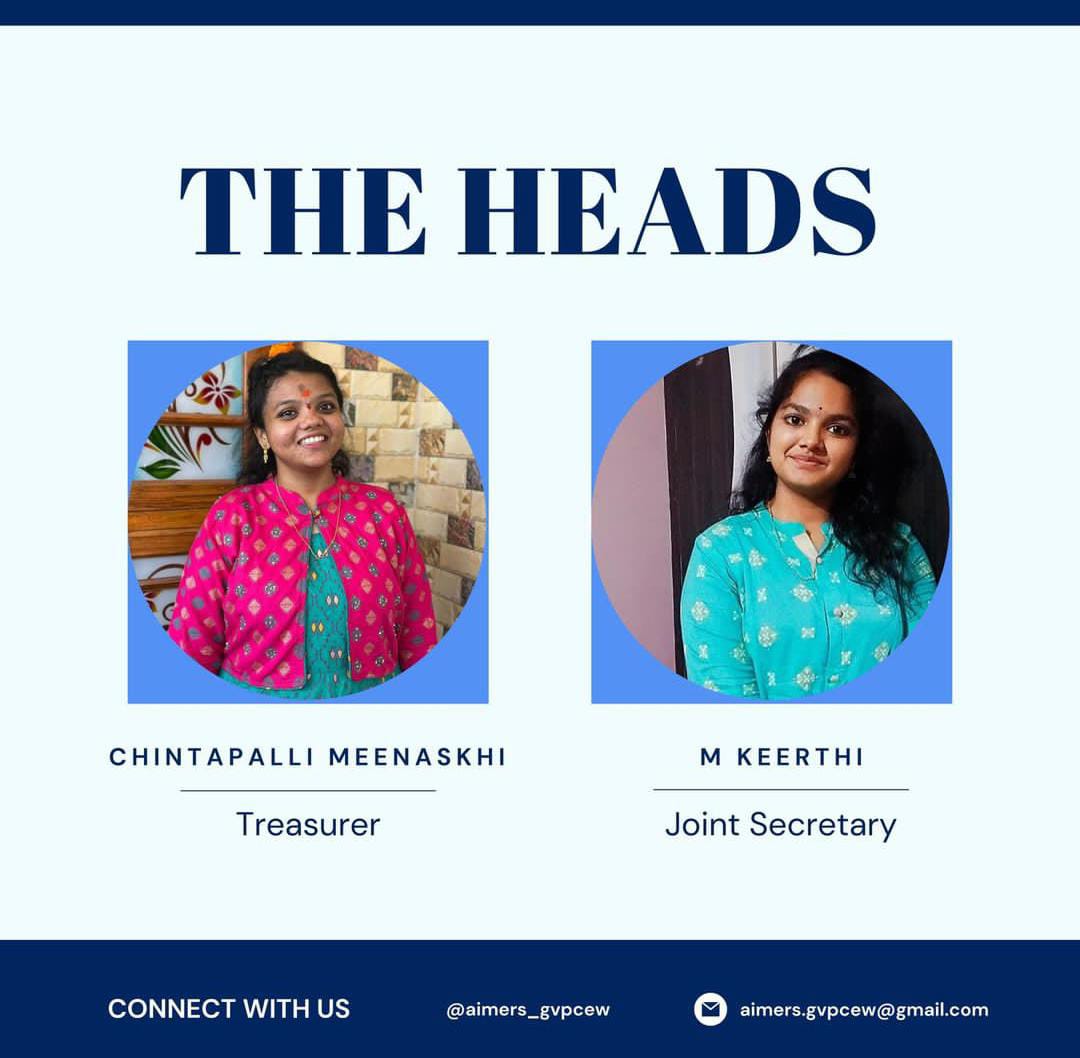 THE HEADS
CHINTAPALLI MEENASKHI
M KEERTHI
Treasurer
Joint Secretary
CONNECT WITH US
@aimers_gvpcew
aimers.gvpcew@gmail.com